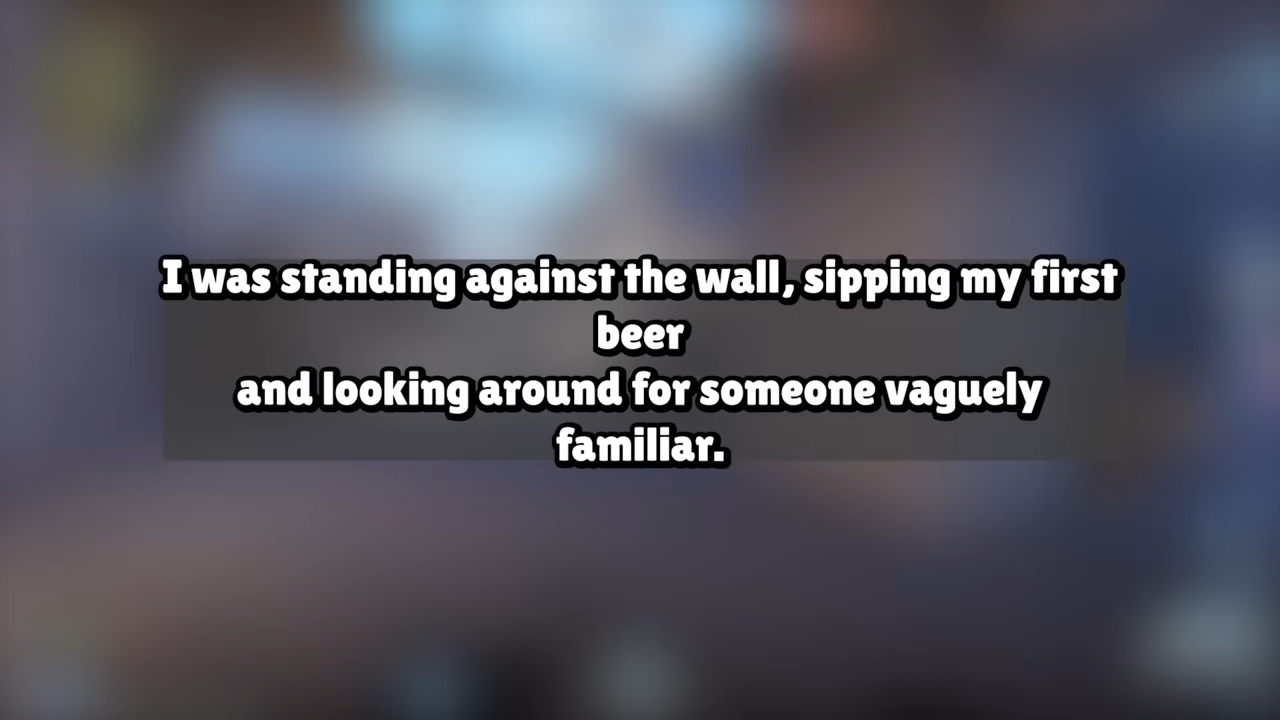 I was standing against the wall, sipping my first
beer
and looking around for someone vaguely
familiar.